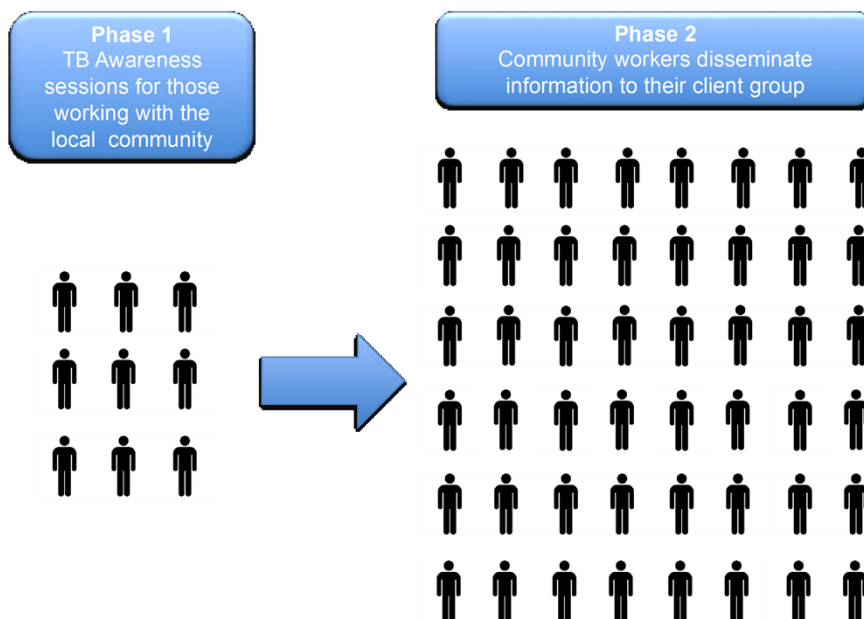 Phase 1
TB Awareness
sessions for those
working with the
local community
Phase 2
Community workers disseminate
information to their client group